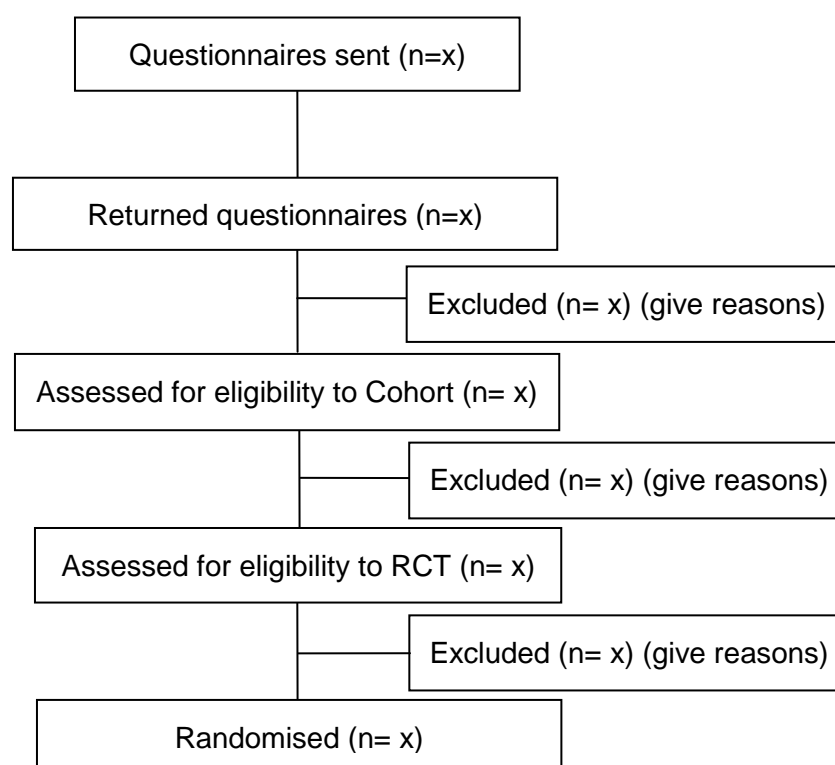 Questionnaires sent (n=x)
Returned questionnaires (n=x)
Excluded (n= x) (give reasons)
Assessed for eligibility to Cohort (n= x)
Excluded (n= x) (give reasons)
Assessed for eligibility to RCT (n= x)
Excluded (n= x) (give reasons)
Randomised (n= x)